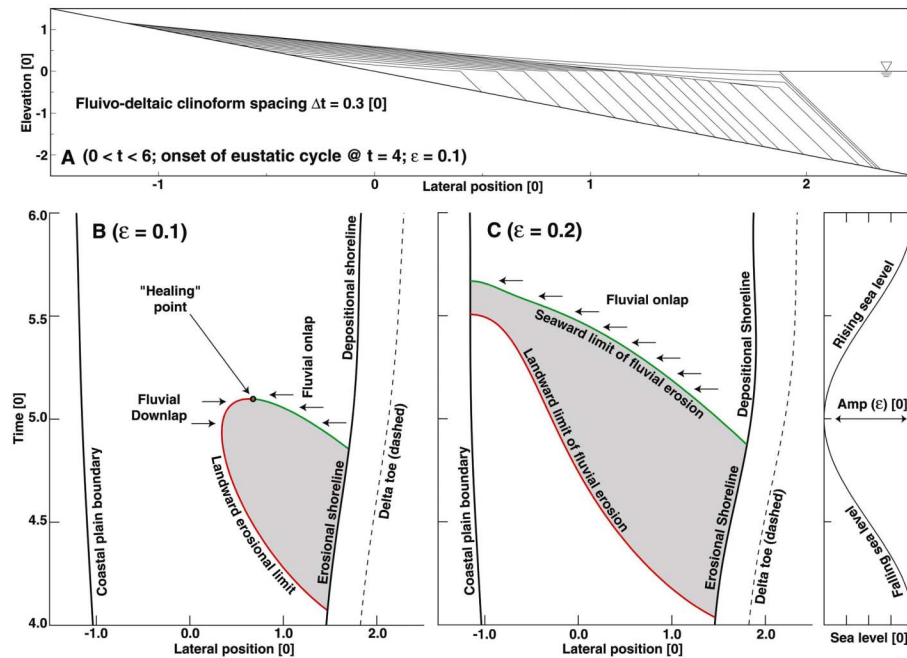 1
0
-1
-2
Elevation [0]
Fluivo-deltaic clinoform spacing Δt = 0.3 [0]
A (0 < t < 6; onset of eustatic cycle @ t = 4; ε = 0.1)
-1
0
1
2
Lateral position [0]
6.0
5.5
5.0
4.5
4.0
Time [0]
B (ε = 0.1)
"Healing"
point
Fluvial
Downlap
Fluvial onlap
Depositional shoreline
Coastal plain boundary
Landward erosional limit
Erosional shoreline
Delta toe (dashed)
-1.0
0.0
1.0
2.0
Lateral position [0]
C (ε = 0.2)
Fluvial onlap
Seaward limit of fluvial erosion
Landward limit of fluvial erosion
Depositional Shoreline
Coastal plain boundary
Erosional Shoreline
Delta toe (dashed)
-1.0
0.0
1.0
2.0
Lateral position [0]
Rising sea level
Amp (ε) [0]
Falling sea level
Sea level [0]